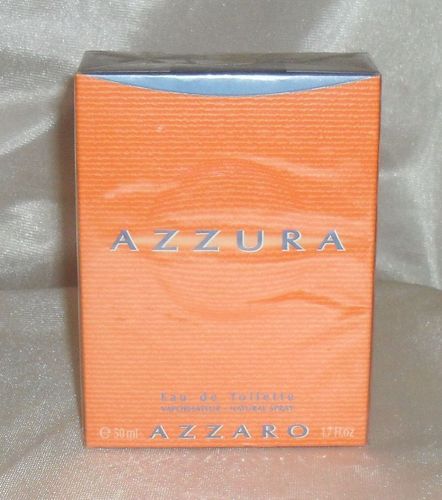 AZZURA
Eau de Toilette
VAPORISATEUR - NATURAL SPRAY
℮ 50 ml AZZARO 1.7 Fl.oz